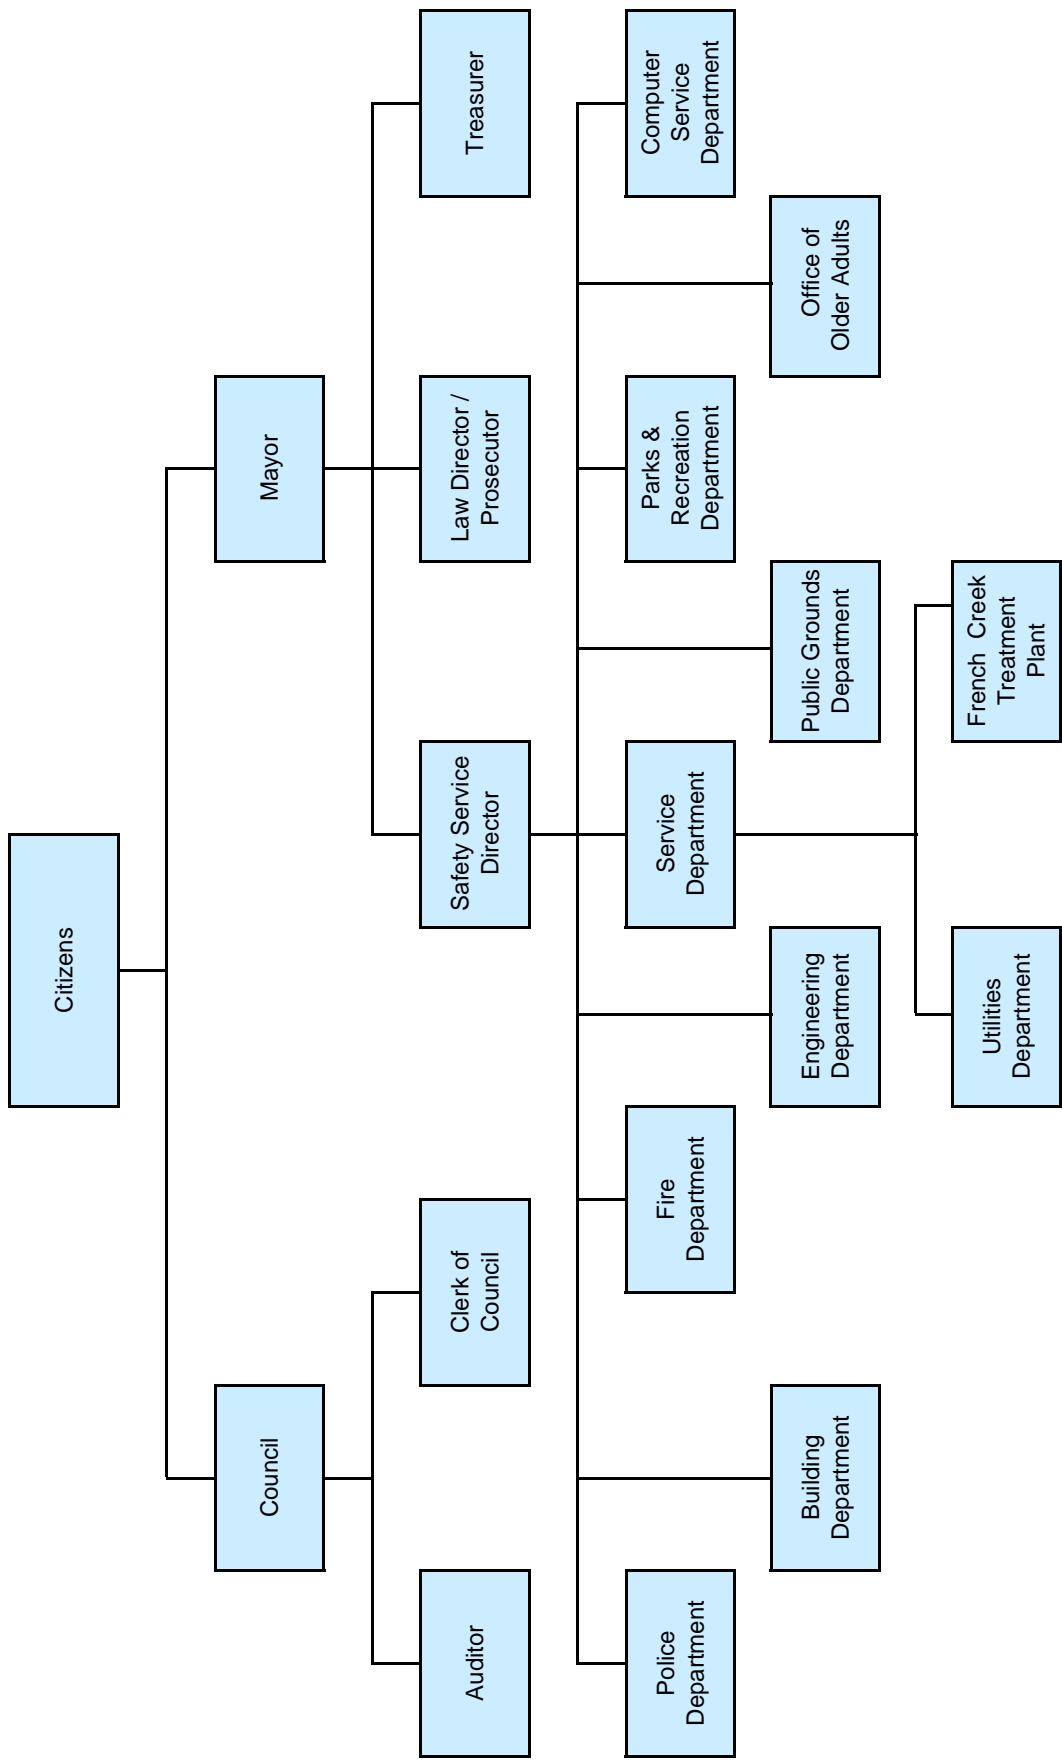 Citizens
Council
Mayor
Auditor
Clerk of
Council
Safety Service
Director
Law Director /
Prosecutor
Treasurer
Police
Department
Fire
Department
Service
Department
Parks &
Recreation
Department
Computer
Service
Department
Building
Department
Engineering
Department
Public Grounds
Department
Office of
Older Adults
Utilities
Department
French Creek
Treatment
Plant